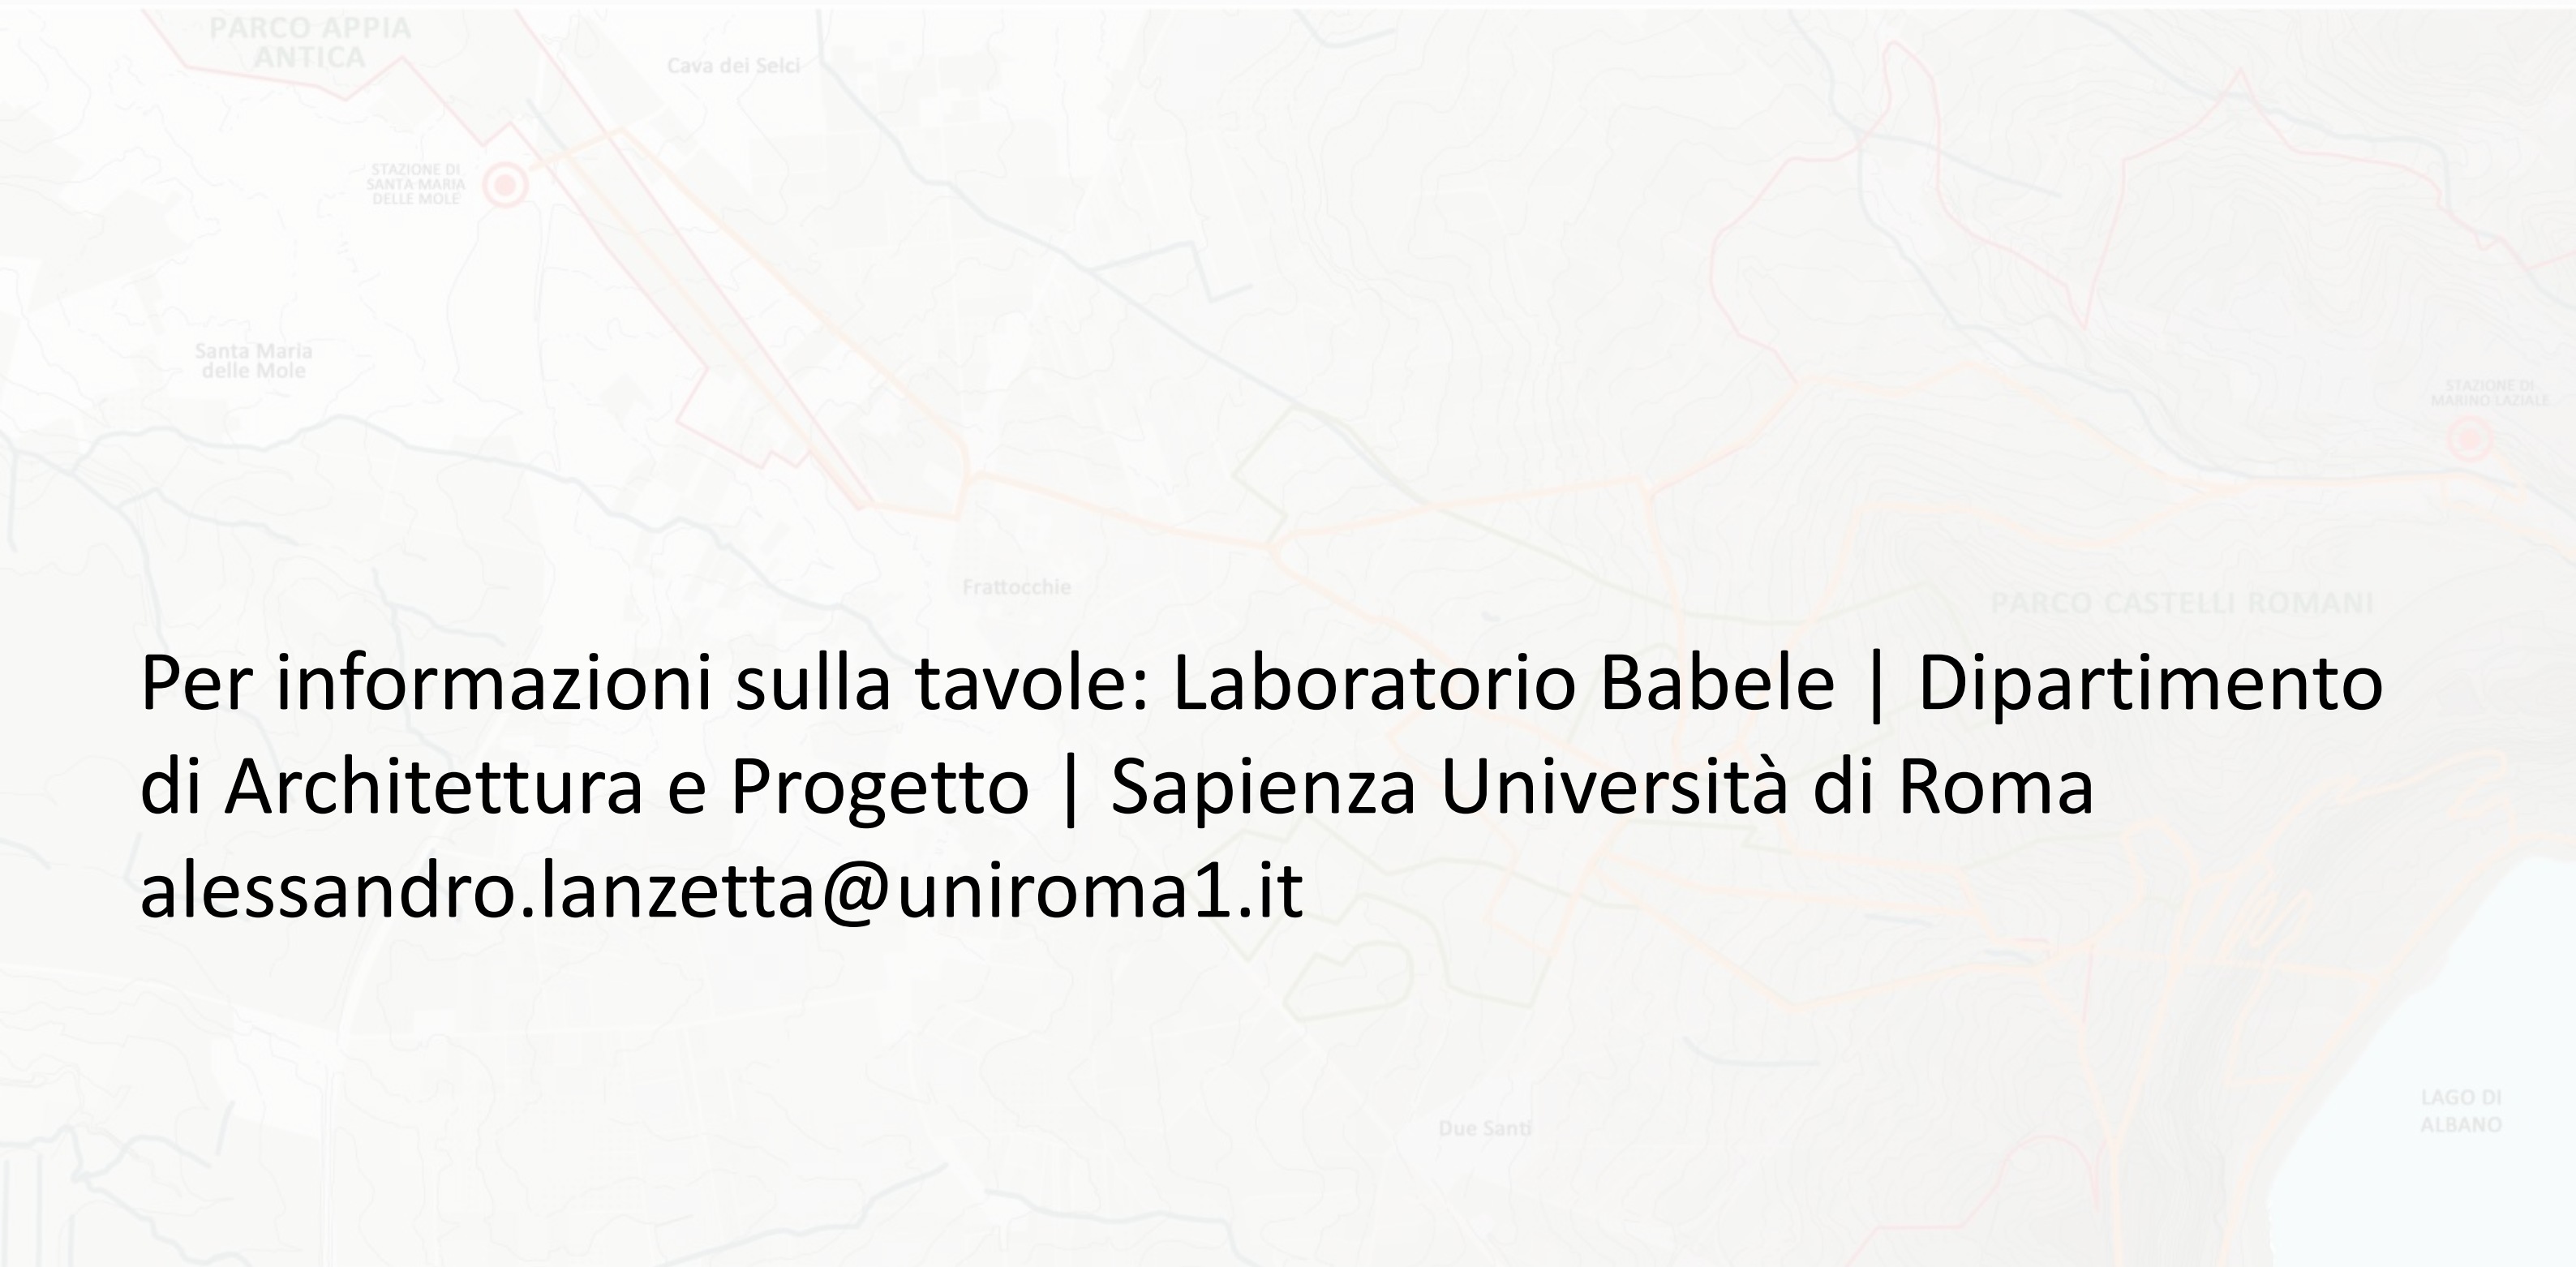 PARCO APPIA
ANTICA
Cava dei Selci
STAZIONE DI
SANTA MARIA
DELLE MOLE
Santa Maria
delle Mole
STAZIONE DI
MARINO LAZIALE
Frattocchie
PARCO CASTELLI ROMANI
Per informazioni sulla tavole: Laboratorio Babele | Dipartimento
di Architettura e Progetto | Sapienza Università di Roma
alessandro.lanzetta@uniroma1.it
LAGO DI
ALBANO
Due Santi